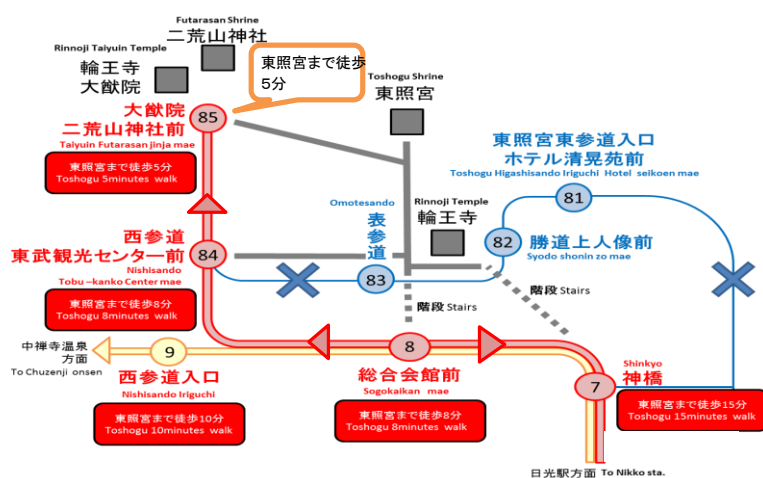 Futarasan Shrine
二荒山神社
Rinnoji Taiyuin Temple
輪王寺
大猷院
東照宮まで徒歩
5分
Toshogu Shrine
東照宮
大猷院
二荒山神社前
Taiyuin Futarasan jinja mae
85
東照宮まで徒歩5分
Toshogu 5minutes walk
東照宮東参道入口
ホテル清晃苑前
Toshogu Higashisando Iriguchi Hotel seikoen mae
81
Omotesando
表参道
83
Rinnoji Temple
輪王寺
82
勝道上人像前
Syodo shonin zo mae
西参道
東武観光センター前
Nishisando
Tobu –kanko Center mae
84
東照宮まで徒歩8分
Toshogu 8minutes walk
階段 Stairs
階段 Stairs
中禅寺温泉
方面
To Chuzenji onsen
9
西参道入口
Nishisando Iriguchi
東照宮まで徒歩10分
Toshogu 10minutes walk
8
総合会館前
Sogokaikan mae
東照宮まで徒歩8分
Toshogu 8minutes walk
7
Shinkyo
神橋
東照宮まで徒歩15分
Toshogu 15minutes walk
日光駅方面 To Nikko sta.